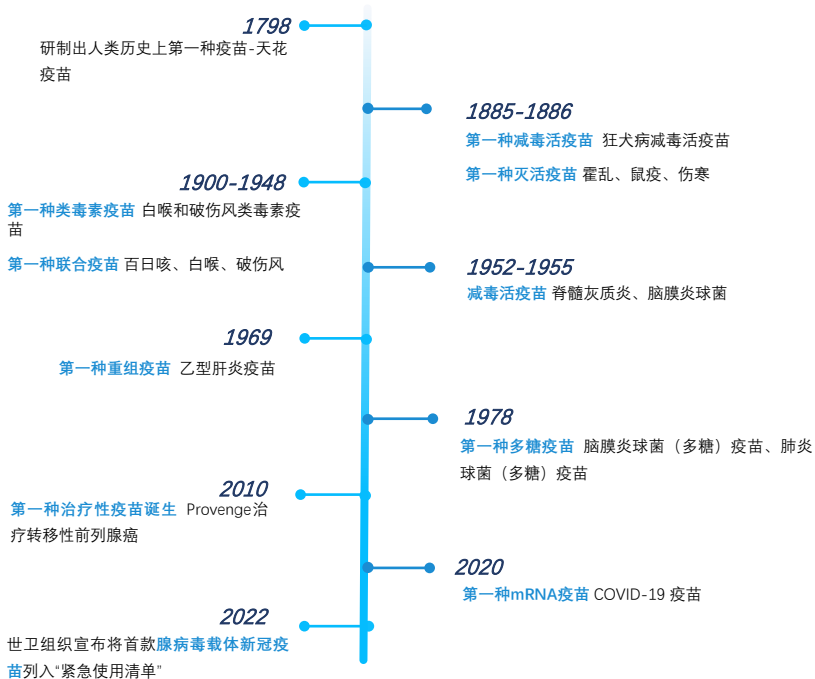 1798
研制出人类历史上第一种疫苗-天花
疫苗
1885-1886
第一种减毒活疫苗 狂犬病减毒活疫苗
第一种灭活疫苗 霍乱、鼠疫、伤寒
1900-1948
第一种类毒素疫苗 白喉和破伤风类毒素疫
苗
第一种联合疫苗 百日咳、白喉、破伤风
1952-1955
减毒活疫苗 脊髓灰质炎、脑膜炎球菌
1969
第一种重组疫苗 乙型肝炎疫苗
1978
第一种多糖疫苗 脑膜炎球菌（多糖）疫苗、肺炎
球菌（多糖）疫苗
2010
第一种治疗性疫苗诞生 Provenge治
疗转移性前列腺癌
2020
第一种mRNA疫苗 COVID-19 疫苗
2022
世卫组织宣布将首款腺病毒载体新冠疫
苗列入“紧急使用清单”